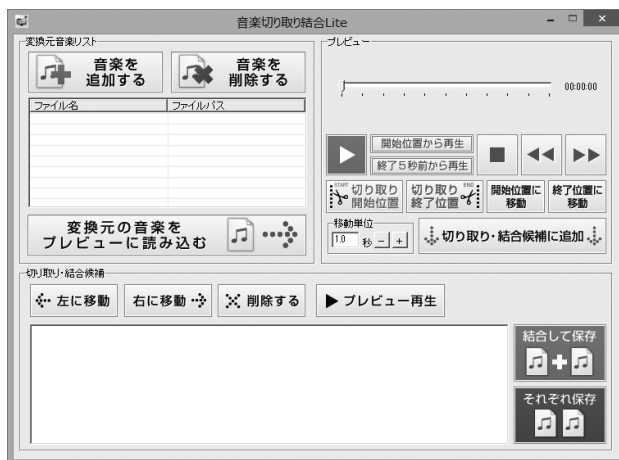 音楽切り取り結合Lite
変換元音楽リスト
音楽を
追加する
音楽を
削除する
ファイル名
ファイルパス
変換元の音楽を
プレビューに読み込む
プレビュー
00:00:00
開始位置から再生
終了5秒前から再生
START
切り取り
開始位置
切り取り
終了位置
END
開始位置に
移動
終了位置に
移動
移動単位
1.0 秒 - +
切り取り・結合候補に追加
切り取り・結合候補
左に移動
右に移動
削除する
プレビュー再生
結合して保存
それぞれ保存